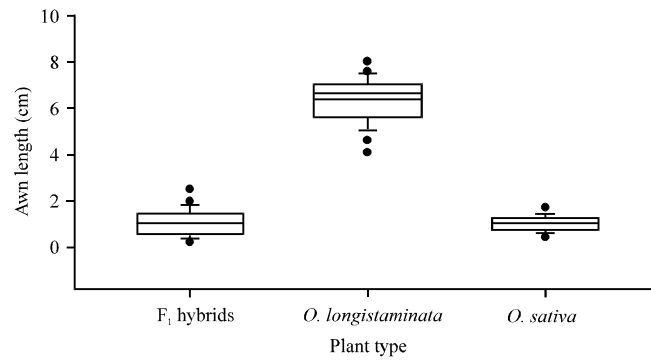 10
8
6
4
2
0
Awn length (cm)
F₁ hybrids
O. longistaminata
O. sativa
Plant type